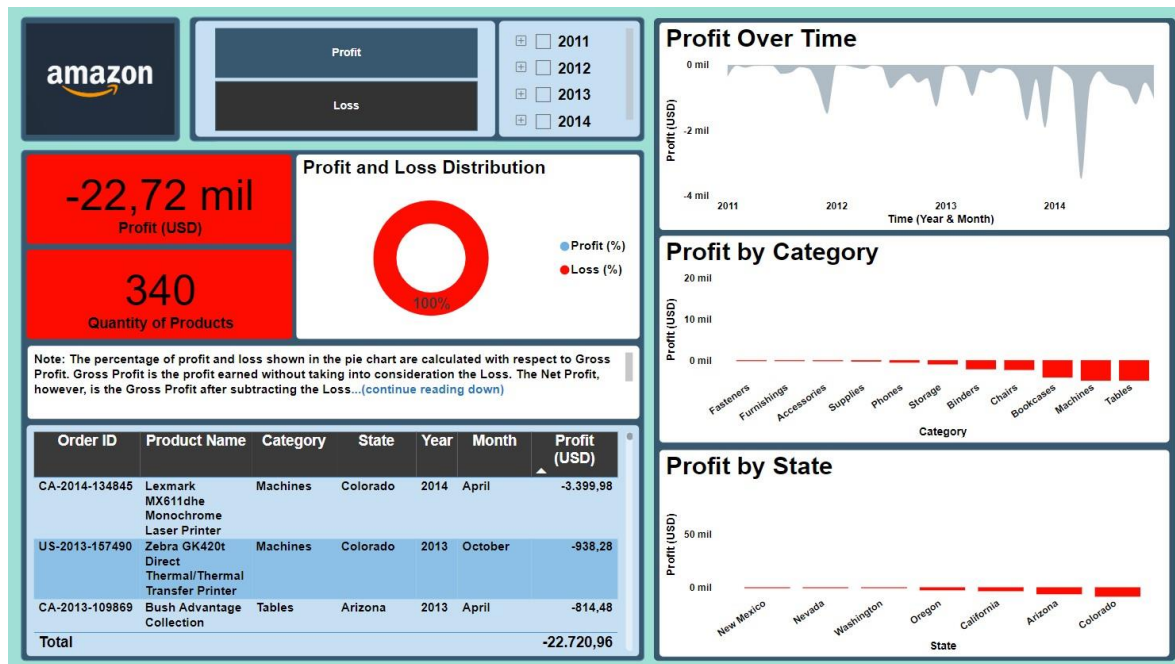 amazon
Profit
Loss
2011
2012
2013
2014
-22,72 mil
Profit (USD)
340
Quantity of Products
Profit and Loss Distribution
100%
Profit (%)
Loss (%)
Note: The percentage of profit and loss shown in the pie chart are calculated with respect to Gross
Profit. Gross Profit is the profit earned without taking into consideration the Loss. The Net Profit,
however, is the Gross Profit after subtracting the Loss...(continue reading down)
Order ID Product Name Category State Year Month Profit
(USD)
CA-2014-134845 Lexmark Machines Colorado 2014 April -3.399,98
MX611dhe
Monochrome
Laser Printer
US-2013-157490 Zebra GK420t Machines Colorado 2013 October -938,28
Direct
Thermal/Thermal
Transfer Printer
CA-2013-109869 Bush Advantage Tables Arizona 2013 April -814,48
Collection
Total -22.720,96
Profit Over Time
Profit (USD)
0 mil
-2 mil
-4 mil
2011 2012 2013 2014
Time (Year & Month)
Profit by Category
Profit (USD)
20 mil
10 mil
0 mil
Fasteners Furnishings Accessories Supplies Phones Storage Binders Chairs Bookcases Machines Tables
Category
Profit by State
Profit (USD)
50 mil
0 mil
New Mexico Nevada Washington Oregon California Arizona Colorado
State